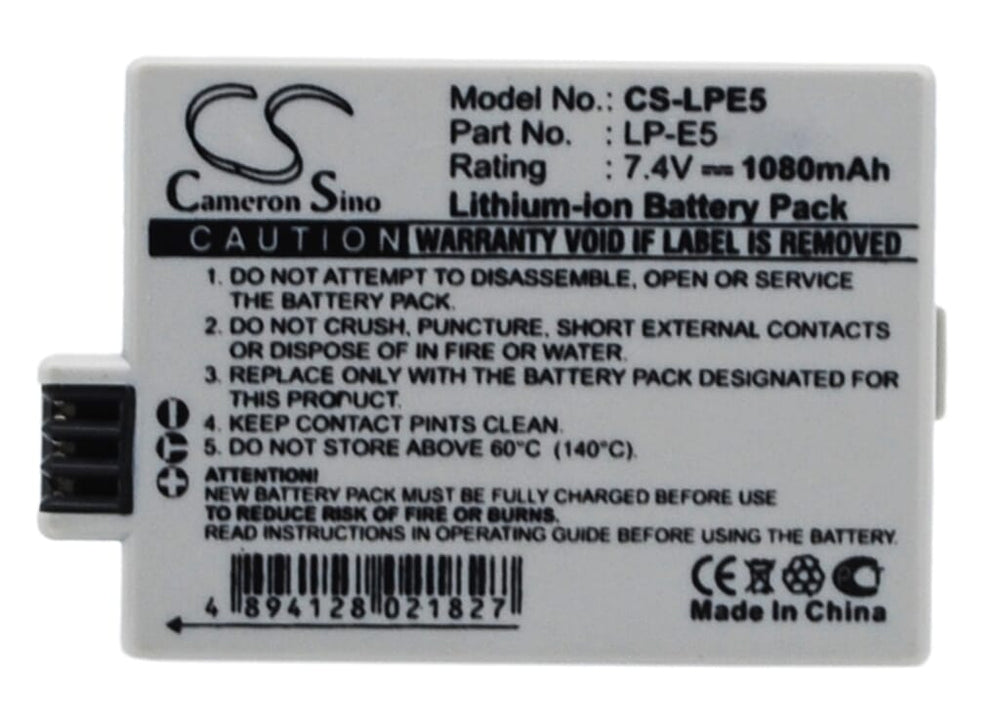 CS
Cameron Sino
Model No.: CS-LPE5
Part No. : LP-E5
Rating : 7.4V ⎓ 1080mAh
Lithium-ion Battery Pack
CAUTION WARRANTY VOID IF LABEL IS REMOVED
1. DO NOT ATTEMPT TO DISASSEMBLE, OPEN OR SERVICE
THE BATTERY PACK.
2. DO NOT CRUSH, PUNCTURE, SHORT EXTERNAL CONTACTS
OR DISPOSE OF IN FIRE OR WATER.
3. REPLACE ONLY WITH THE BATTERY PACK DESIGNATED FOR
THIS PRODUCT.
4. KEEP CONTACT PINTS CLEAN.
5. DO NOT STORE ABOVE 60°C (140°C).
ATTENTION!
NEW BATTERY PACK MUST BE FULLY CHARGED BEFORE USE
TO REDUCE RISK OF FIRE OR BURNS.
READ INSTRUCTIONS IN OPERATING GUIDE BEFORE USING THE BATTERY.
4 894128 021827
CE
Made In China